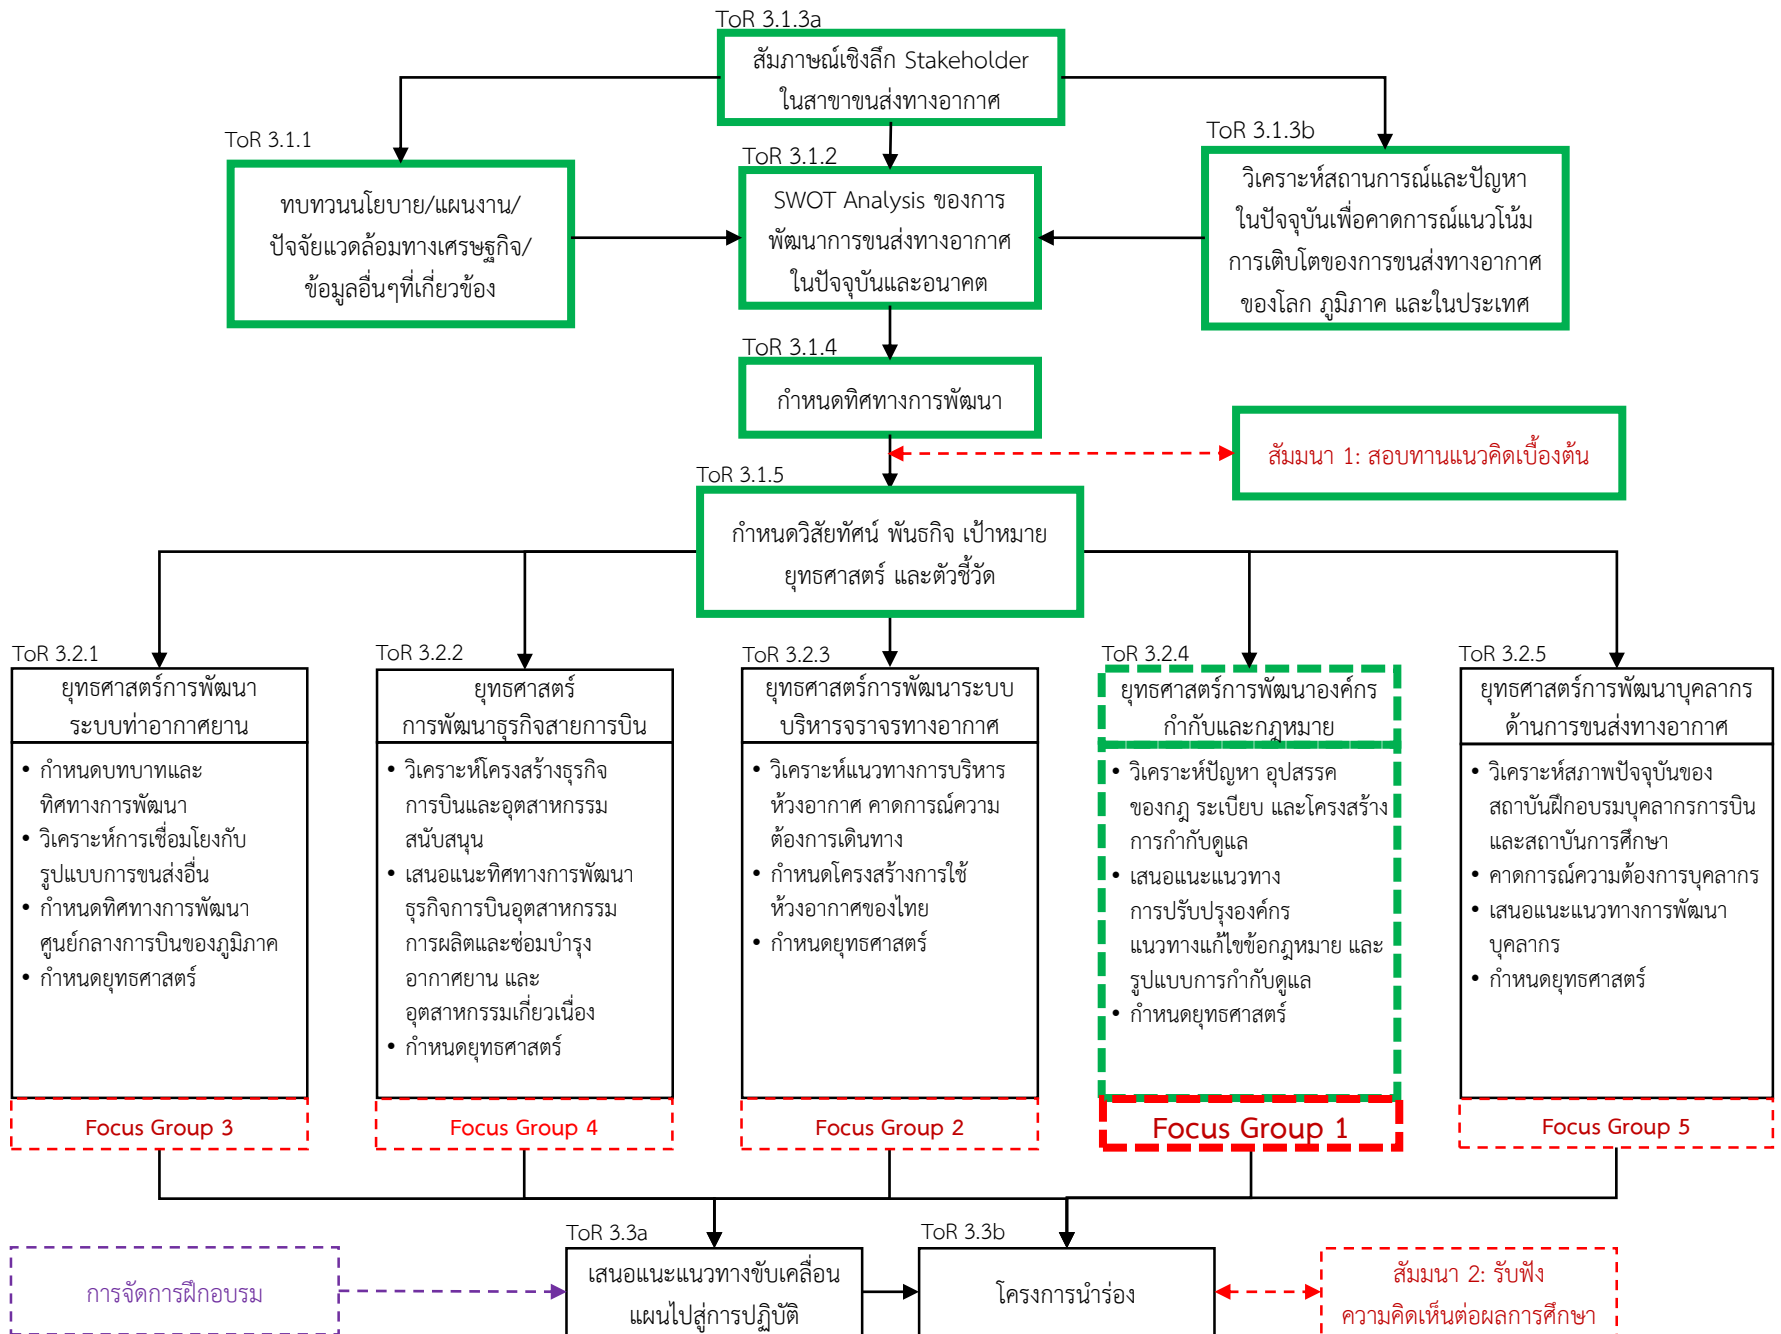 ToR 3.1.3a
สัมภาษณ์เชิงลึก Stakeholder
ในสาขาขนส่งทางอากาศ
ToR 3.1.1
ทบทวนนโยบาย/แผนงาน/
ปัจจัยแวดล้อมทางเศรษฐกิจ/
ข้อมูลอื่นๆที่เกี่ยวข้อง
ToR 3.1.2
SWOT Analysis ของการ
พัฒนาการขนส่งทางอากาศ
ในปัจจุบันและอนาคต
ToR 3.1.3b
วิเคราะห์สถานการณ์และปัญหา
ในปัจจุบันเพื่อคาดการณ์แนวโน้ม
การเติบโตของการขนส่งทางอากาศ
ของโลก ภูมิภาค และในประเทศ
ToR 3.1.4
กำหนดทิศทางการพัฒนา
สัมมนา 1: สอบทานแนวคิดเบื้องต้น
ToR 3.1.5
กำหนดวิสัยทัศน์ พันธกิจ เป้าหมาย
ยุทธศาสตร์ และตัวชี้วัด
ToR 3.2.1
ยุทธศาสตร์การพัฒนา
ระบบท่าอากาศยาน
• กำหนดบทบาทและ
ทิศทางการพัฒนา
• วิเคราะห์การเชื่อมโยงกับ
รูปแบบการขนส่งอื่น
• กำหนดทิศทางการพัฒนา
ศูนย์กลางการบินของภูมิภาค
• กำหนดยุทธศาสตร์
Focus Group 3
ToR 3.2.2
ยุทธศาสตร์
การพัฒนาธุรกิจสายการบิน
• วิเคราะห์โครงสร้างธุรกิจ
การบินและอุตสาหกรรม
สนับสนุน
• เสนอแนะทิศทางการพัฒนา
ธุรกิจการบินอุตสาหกรรม
การผลิตและซ่อมบำรุง
อากาศยาน และ
อุตสาหกรรมเกี่ยวเนื่อง
• กำหนดยุทธศาสตร์
Focus Group 4
ToR 3.2.3
ยุทธศาสตร์การพัฒนาระบบ
บริหารจราจรทางอากาศ
• วิเคราะห์แนวทางการบริหาร
ห้วงอากาศ คาดการณ์ความ
ต้องการเดินทาง
• กำหนดโครงสร้างการใช้
ห้วงอากาศของไทย
• กำหนดยุทธศาสตร์
Focus Group 2
ToR 3.2.4
ยุทธศาสตร์การพัฒนาองค์กร
กำกับและกฎหมาย
• วิเคราะห์ปัญหา อุปสรรค
ของกฎ ระเบียบ และโครงสร้าง
การกำกับดูแล
• เสนอแนะแนวทาง
การปรับปรุงองค์กร
แนวทางแก้ไขข้อกฎหมาย และ
รูปแบบการกำกับดูแล
• กำหนดยุทธศาสตร์
Focus Group 1
ToR 3.2.5
ยุทธศาสตร์การพัฒนาบุคลากร
ด้านการขนส่งทางอากาศ
• วิเคราะห์สภาพปัจจุบันของ
สถาบันฝึกอบรมบุคลากรการบิน
และสถาบันการศึกษา
• คาดการณ์ความต้องการบุคลากร
• เสนอแนะแนวทางการพัฒนา
บุคลากร
• กำหนดยุทธศาสตร์
Focus Group 5
การจัดการฝึกอบรม
ToR 3.3a
เสนอแนะแนวทางขับเคลื่อน
แผนไปสู่การปฏิบัติ
ToR 3.3b
โครงการนำร่อง
สัมมนา 2: รับฟัง
ความคิดเห็นต่อผลการศึกษา